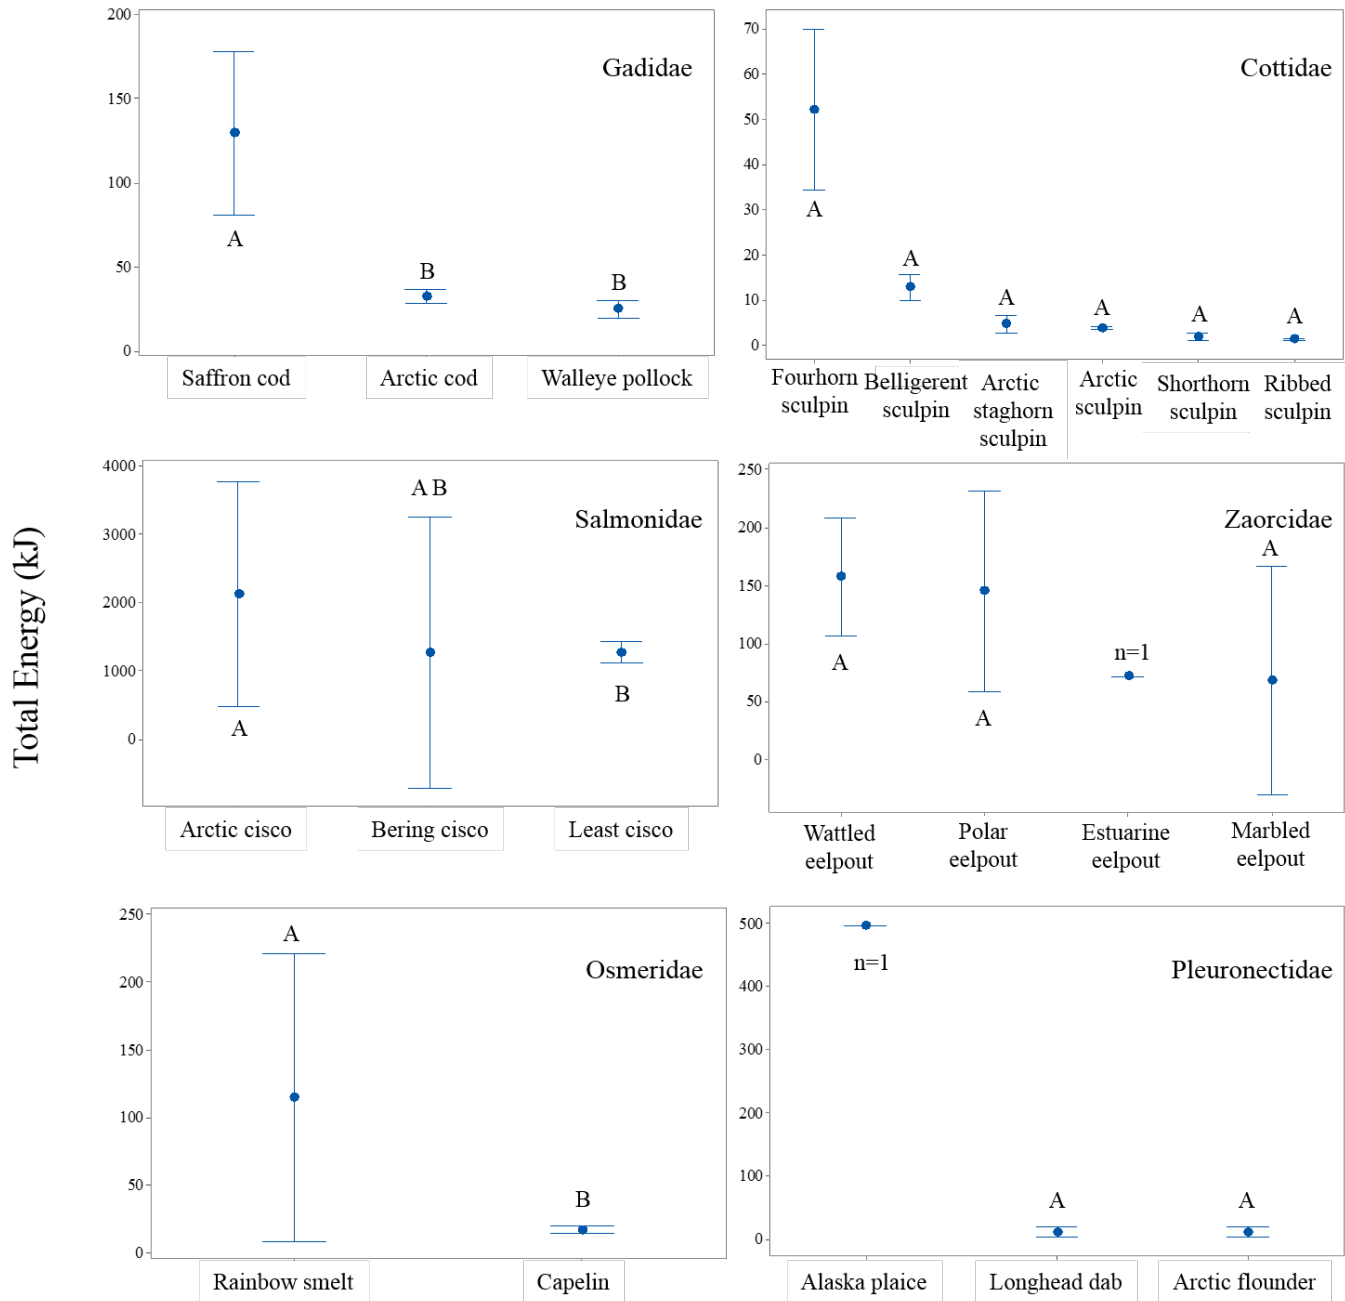 Total Energy (kJ)
200
150
100
50
0
Gadidae
A
B
B
Saffron cod
Arctic cod
Walleye pollock
70
60
50
40
30
20
10
0
Cottidae
A
A
A
A
A
A
Fourhorn
sculpin
Belligerent
sculpin
Arctic
staghorn
sculpin
Arctic
sculpin
Shorthorn
sculpin
Ribbed
sculpin
4000
3000
2000
1000
0
Salmonidae
A
A B
B
Arctic cisco
Bering cisco
Least cisco
250
200
150
100
50
0
Zaorcidae
A
A
n=1
A
Wattled
eelpout
Polar
eelpout
Estuarine
eelpout
Marbled
eelpout
250
200
150
100
50
0
Osmeridae
A
B
Rainbow smelt
Capelin
500
400
300
200
100
0
Pleuronectidae
n=1
A
A
Alaska plaice
Longhead dab
Arctic flounder